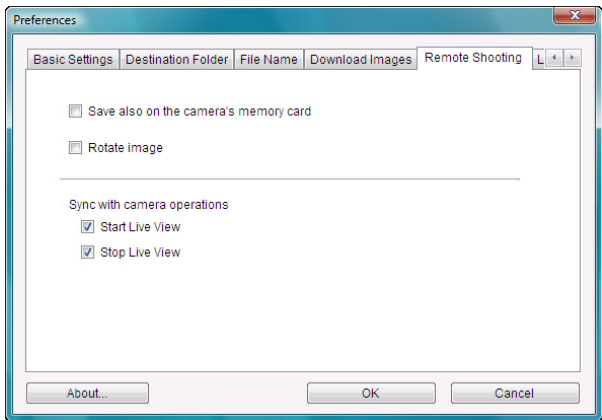 Preferences
Basic Settings Destination Folder File Name Download Images Remote Shooting L
Save also on the camera's memory card
Rotate image
Sync with camera operations
Start Live View
Stop Live View
About... OK Cancel